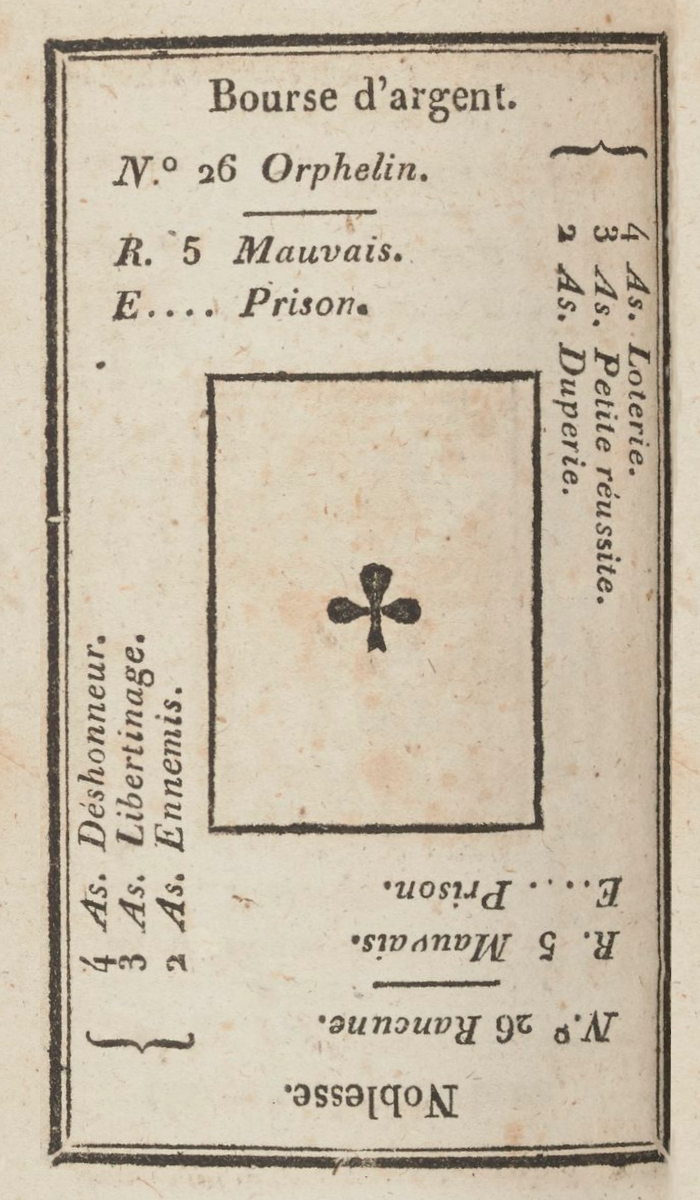 Bourse d'argent.
N.º 26 Orphelin.
R. 5 Mauvais.
E.... Prison.
4 As. Loterie.
3 As. Petite réussite.
2 As. Duperie.
4 As. Déshonneur.
3 As. Libertinage.
2 As. Ennemis.
Noblesse.
N.º 26 Rancune.
R. 5 Mauvais.
E.... Prison.